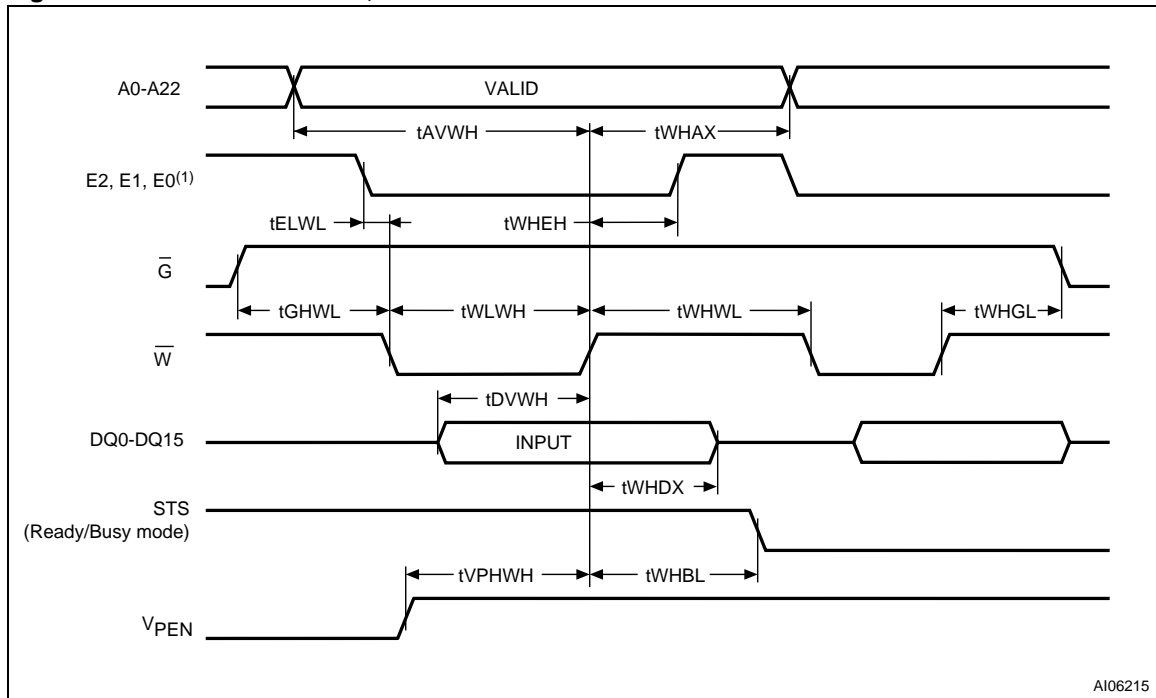 A0-A22
VALID
tAVWH
tWHAX
E2, E1, E0(1)
tELWL
tWHEH
G̅
tGHWL
tWLWH
tWHWL
tWHGL
W̅
tDVWH
DQ0-DQ15
INPUT
tWHDX
STS
(Ready/Busy mode)
tVPHWH
tWHBL
VPEN
AI06215